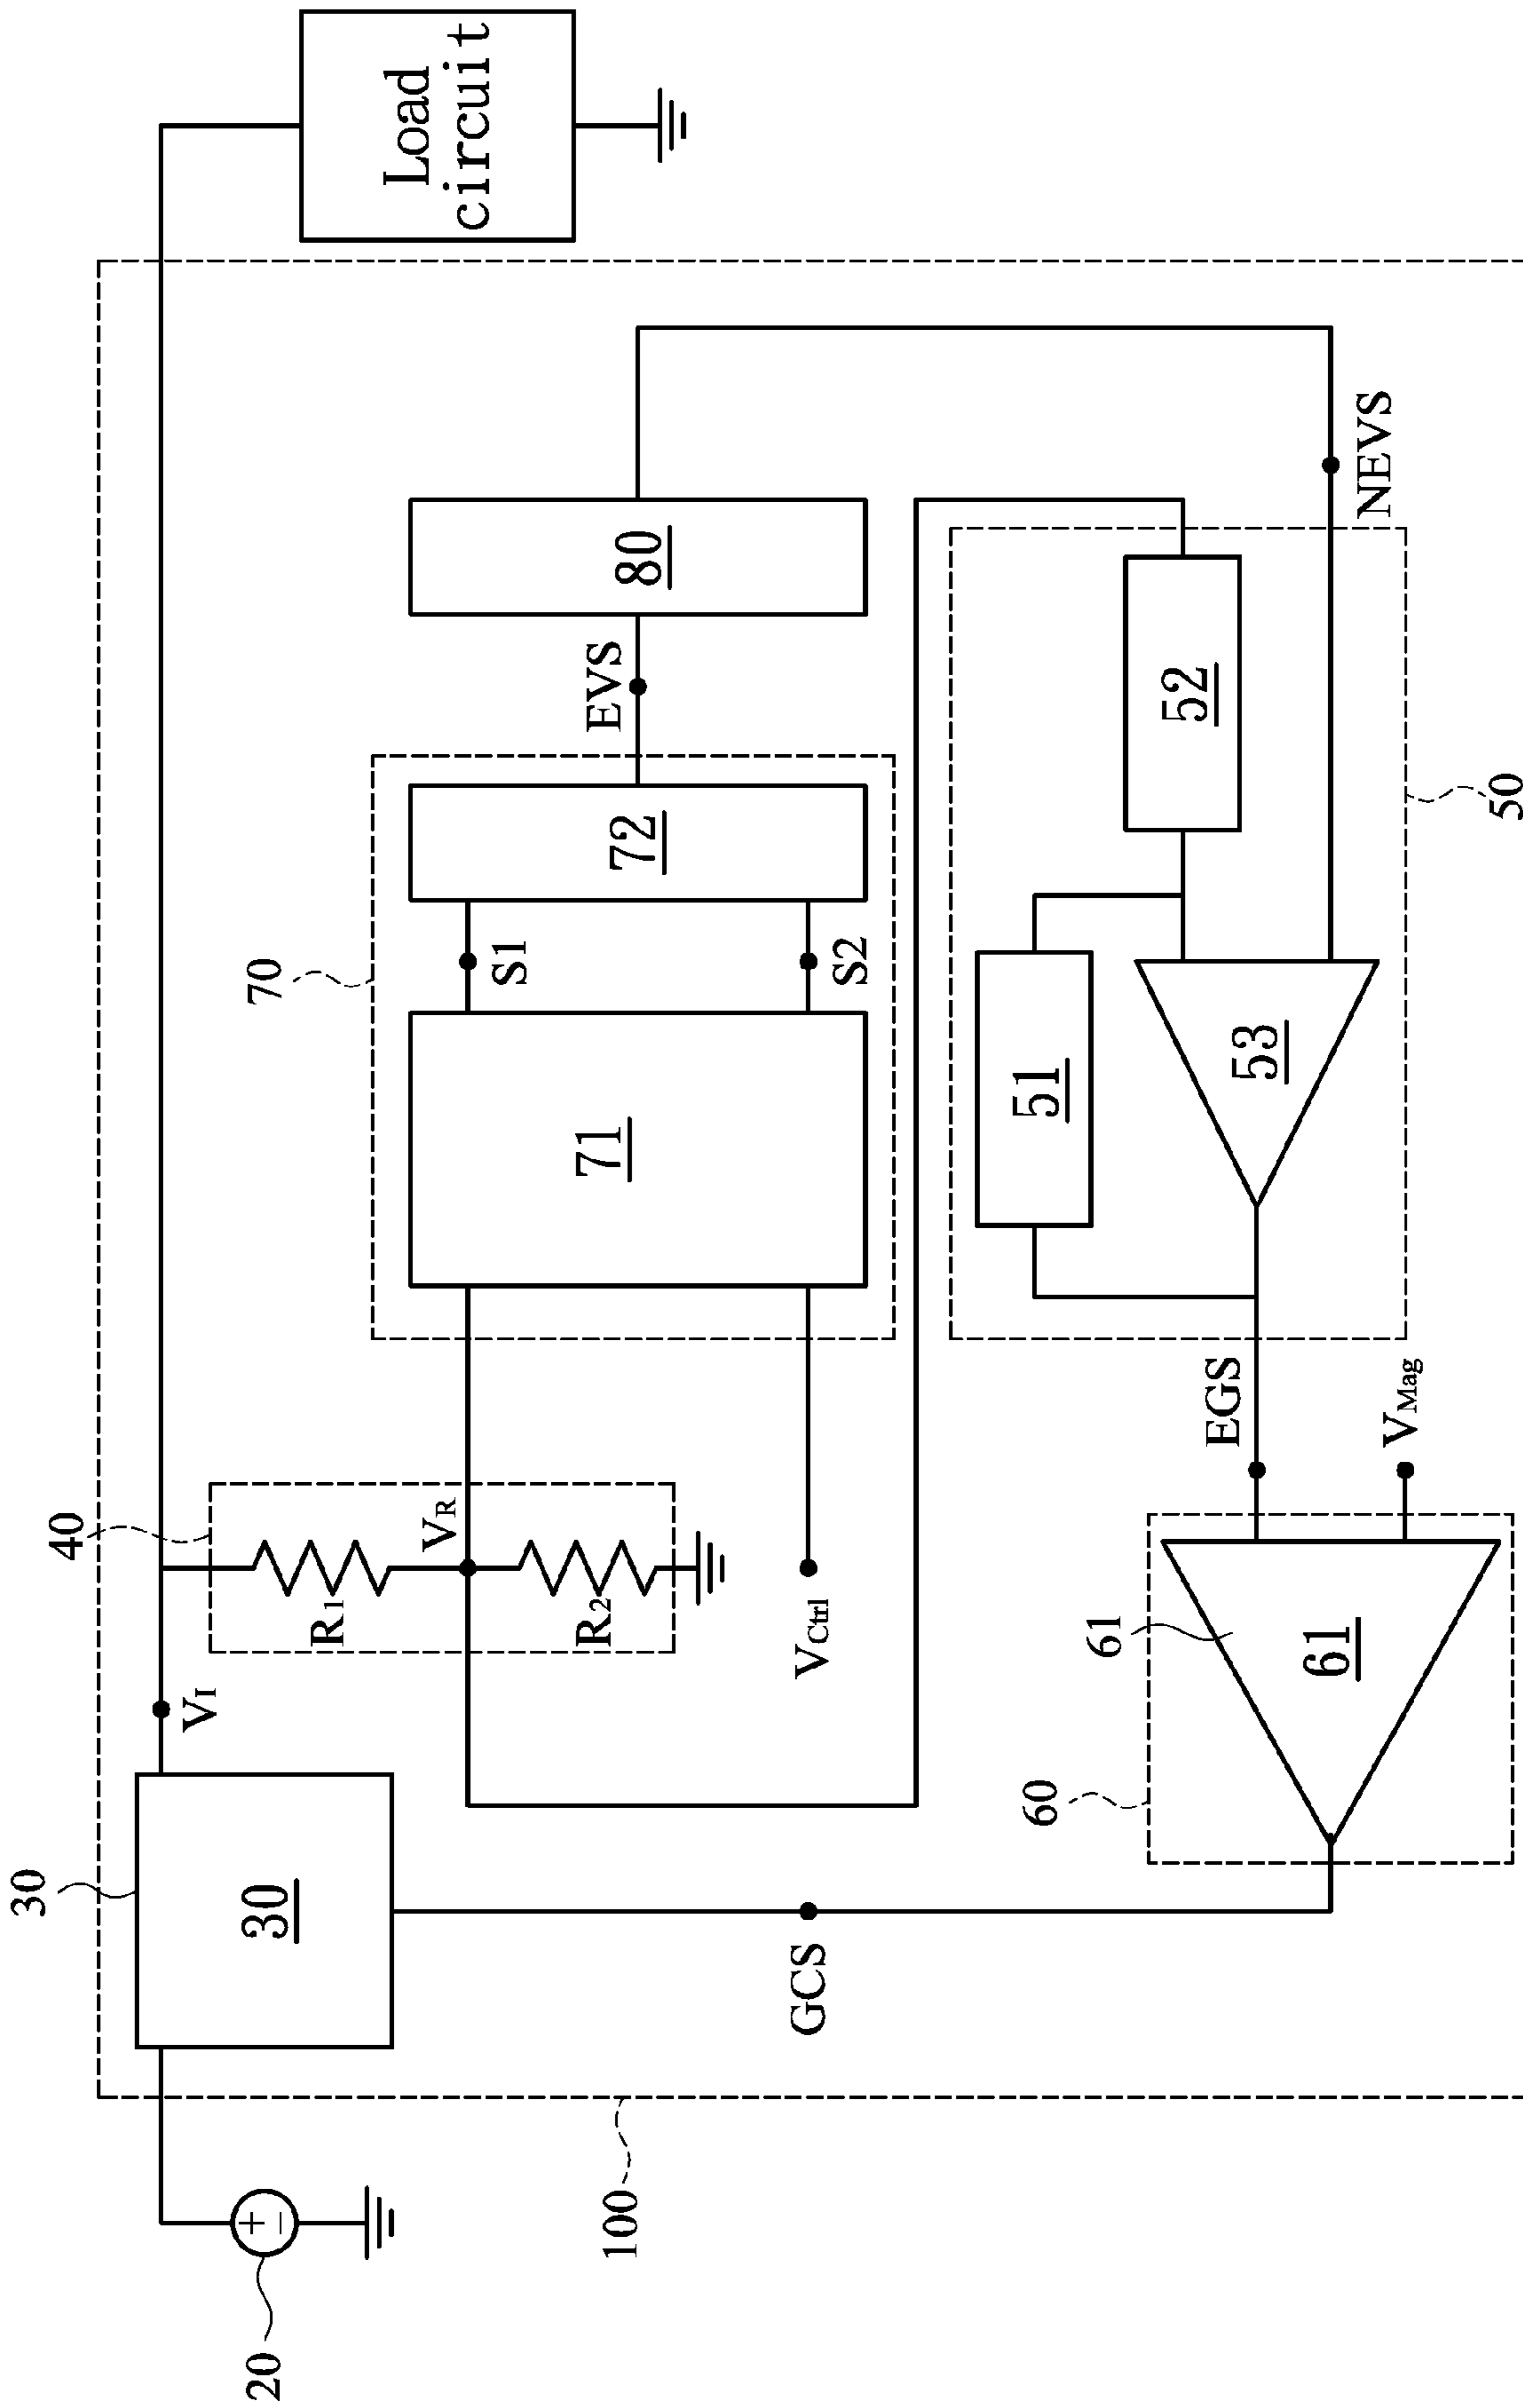 20
100
30
30
V_I
40
R₁
V_R
R₂
V_Ctrl
GCS
70
71
S1
S2
72
EVS
80
Load
circuit
60
61
61
EGS
V_Mag
51
53
52
50
NEVS